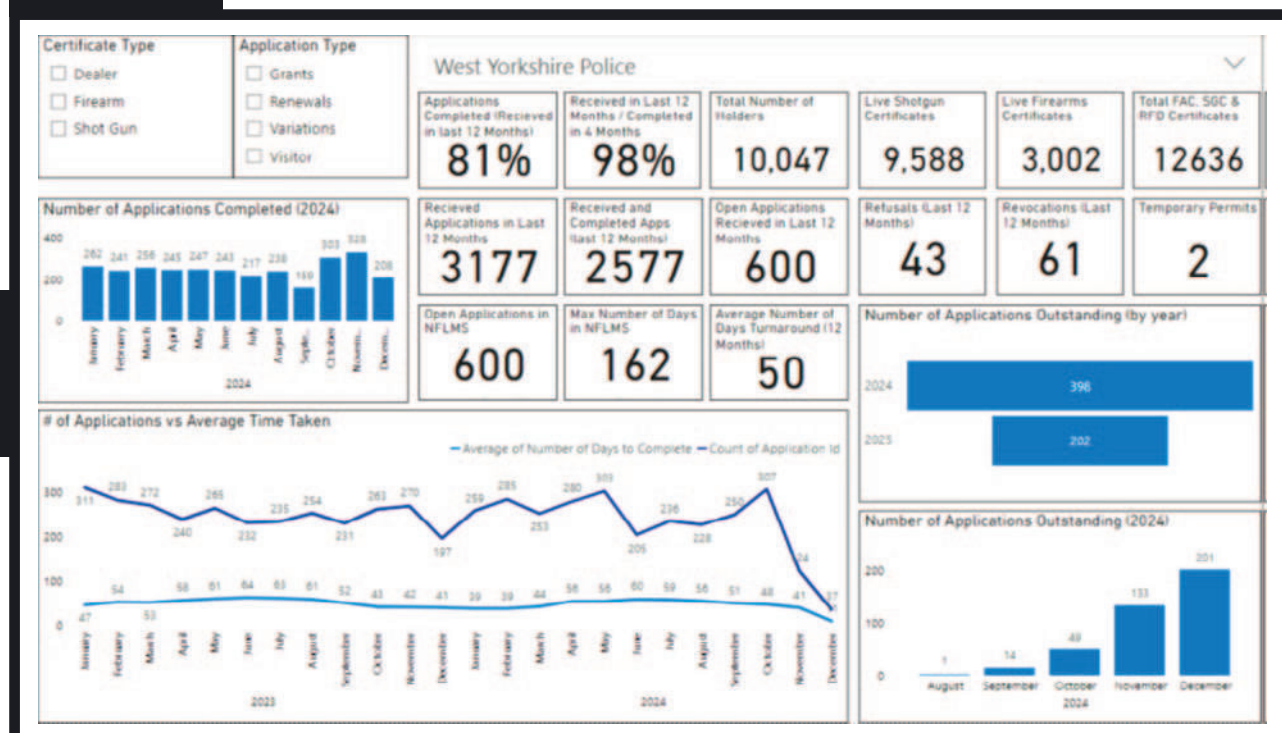 Certificate Type
Dealer
Firearm
Shot Gun
Application Type
Grants
Renewals
Variations
Visitor
West Yorkshire Police
Applications
Completed (Recieved
in last 12 Months)
81%
Received in Last 12
Months / Completed
in 4 Months
98%
Total Number of
Holders
10,047
Live Shotgun
Certificates
9,588
Live Firearms
Certificates
3,002
Total FAC, SGC &
RFD Certificates
12636
Number of Applications Completed (2024)
400
200
0
262 241 256 245 247 243 217 238 303 328 208
January February March April May June July August Septe... October Novem... Decem...
2024
Recieved
Applications in Last
12 Months
3177
Received and
Completed Apps
(last 12 Months)
2577
Open Applications
Recieved in Last 12
Months
600
Refusals (Last 12
Months)
43
Revocations (Last
12 Months)
61
Temporary Permits
2
Open Applications in
NFLMS
600
Max Number of Days
in NFLMS
162
Average Number of
Days Turnaround (12
Months)
50
Number of Applications Outstanding (by year)
2024
398
2023
202
# of Applications vs Average Time Taken
Average of Number of Days to Complete
Count of Application Id
300
200
100
0
311 283 272 240 265 232 235 254 231 263 270 197 259 285 253 280 303 205 236 228 250 307 24 37
47 54 53 58 61 64 63 61 52 43 42 41 39 39 44 56 56 60 59 56 51 48 41
January February March April May June July August September October November December January February March April May June July August September October November December
2023
2024
Number of Applications Outstanding (2024)
200
100
0
1 14 49 133 201
August September October November December
2024